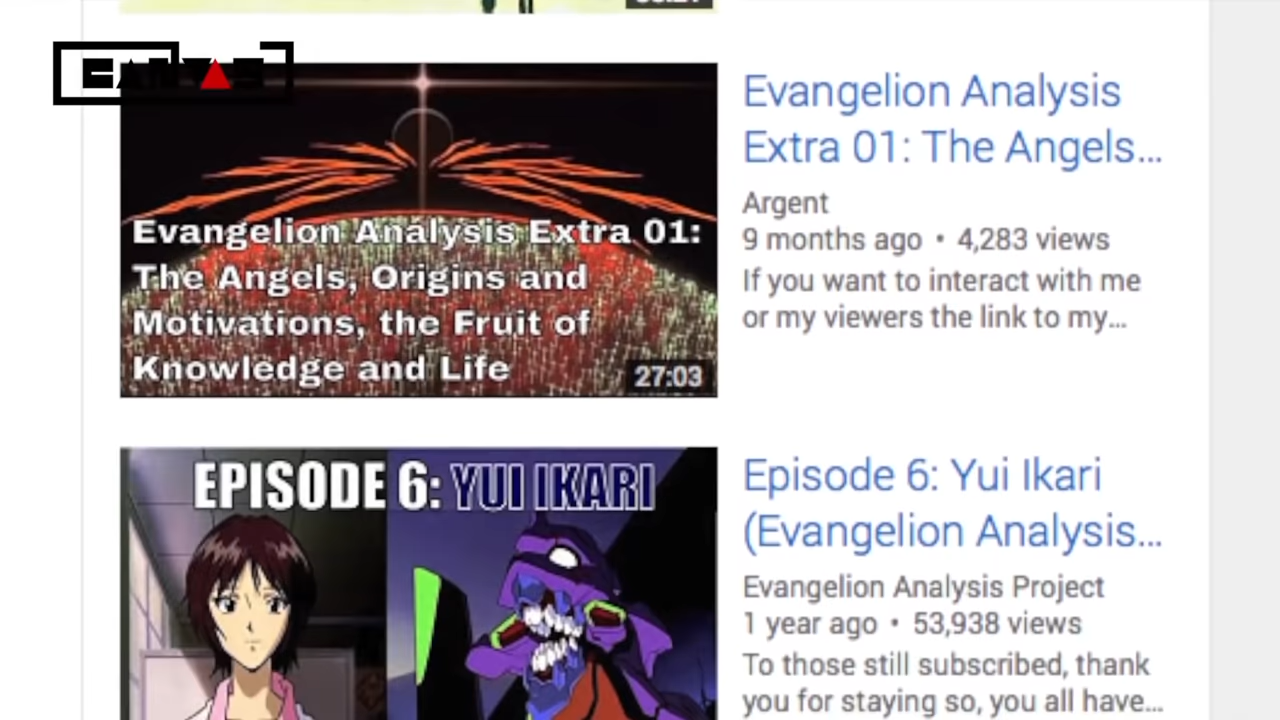 CANVAS
Evangelion Analysis Extra 01:
The Angels, Origins and
Motivations, the Fruit of
Knowledge and Life
27:03
Evangelion Analysis
Extra 01: The Angels...
Argent
9 months ago • 4,283 views
If you want to interact with me
or my viewers the link to my...
EPISODE 6: YUI IKARI
Episode 6: Yui Ikari
(Evangelion Analysis...
Evangelion Analysis Project
1 year ago • 53,938 views
To those still subscribed, thank
you for staying so, you all have...